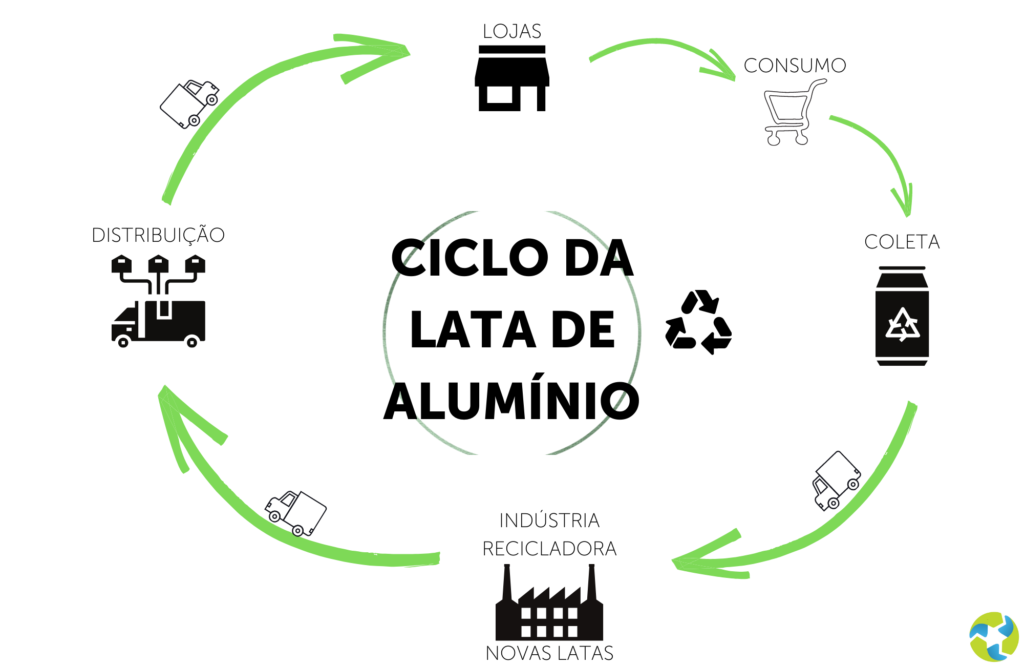 LOJAS
CONSUMO
DISTRIBUIÇÃO
COLETA
CICLO DA
LATA DE
ALUMÍNIO
INDÚSTRIA
RECICLADORA
NOVAS LATAS